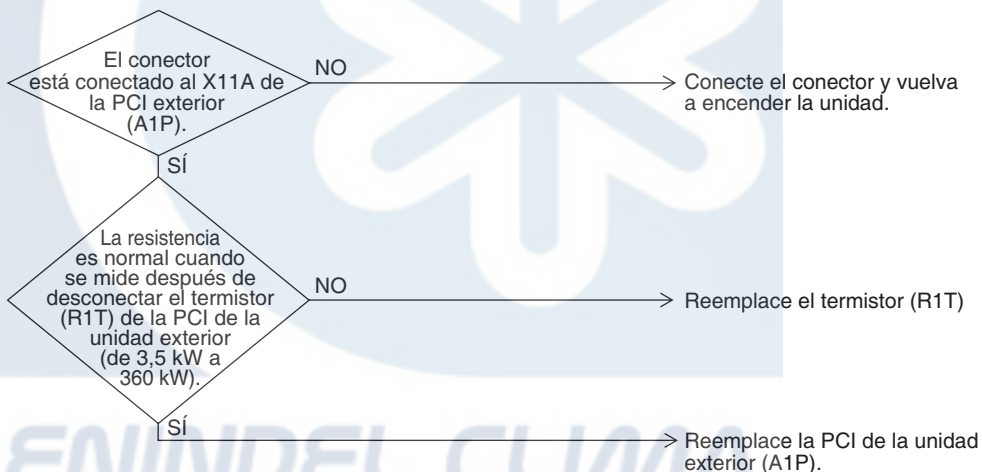 El conector
está conectado al X11A de
la PCI exterior
(A1P).
NO
Conecte el conector y vuelva
a encender la unidad.
SÍ
La resistencia
es normal cuando
se mide después de
desconectar el termistor
(R1T) de la PCI de la
unidad exterior
(de 3,5 kW a
360 kW).
NO
Reemplace el termistor (R1T)
SÍ
Reemplace la PCI de la unidad
exterior (A1P).
ENINDEL CLIMA